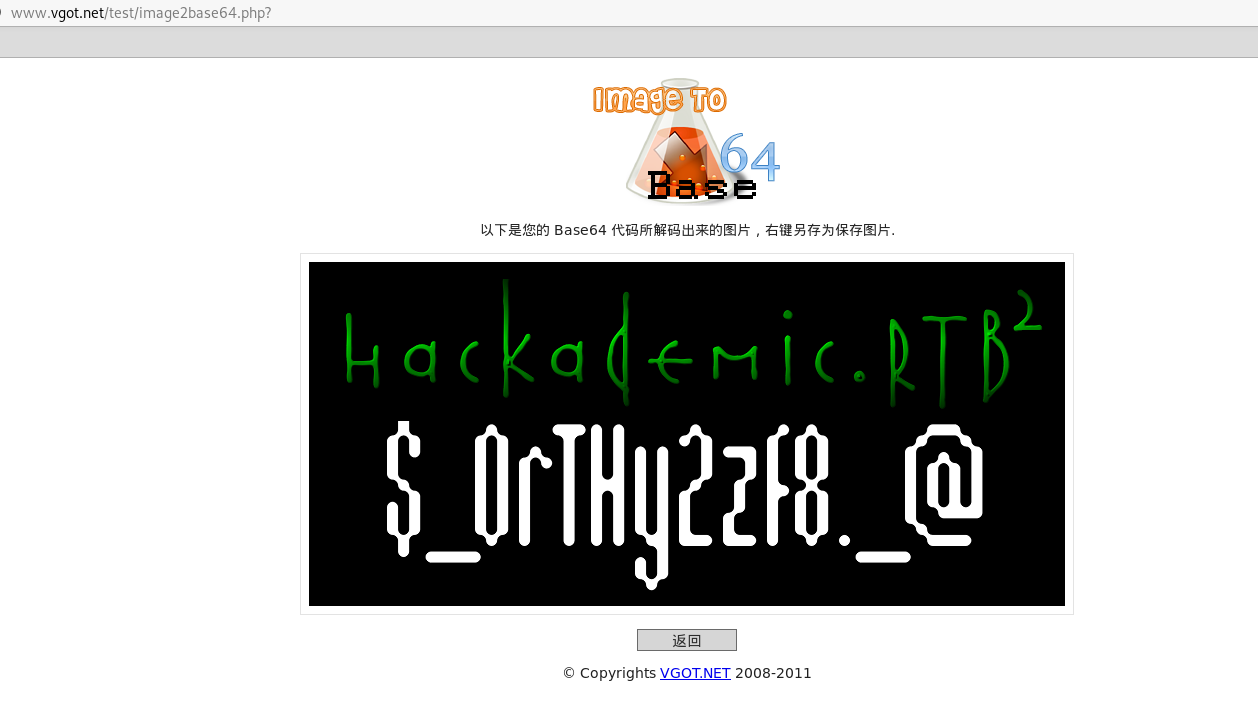 www.vgot.net/test/image2base64.php?
Image To
64
Base
以下是您的 Base64 代码所解码出来的图片，右键另存为保存图片.
hackademic.RTB2
$_0rTHy2zF8._@
返回
© Copyrights VGOT.NET 2008-2011